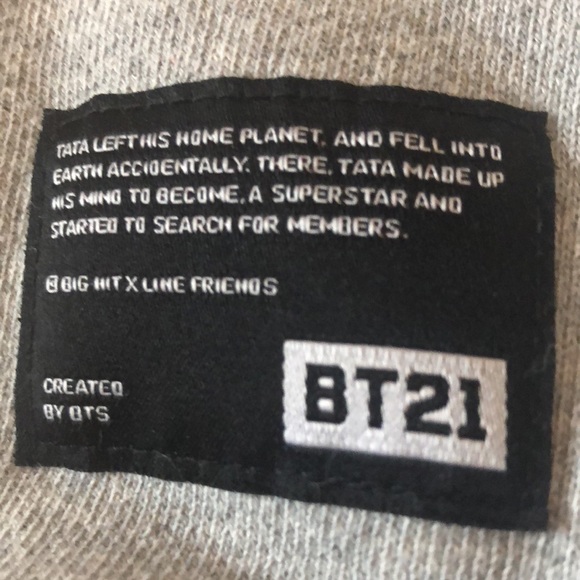 TATA LEFT HIS HOME PLANET, AND FELL INTO
EARTH ACCIDENTALLY. THERE, TATA MADE UP
HIS MIND TO BECOME, A SUPERSTAR AND
STARTED TO SEARCH FOR MEMBERS.
@ BIG HIT X LINE FRIENDS
CREATED
BY BTS
BT21